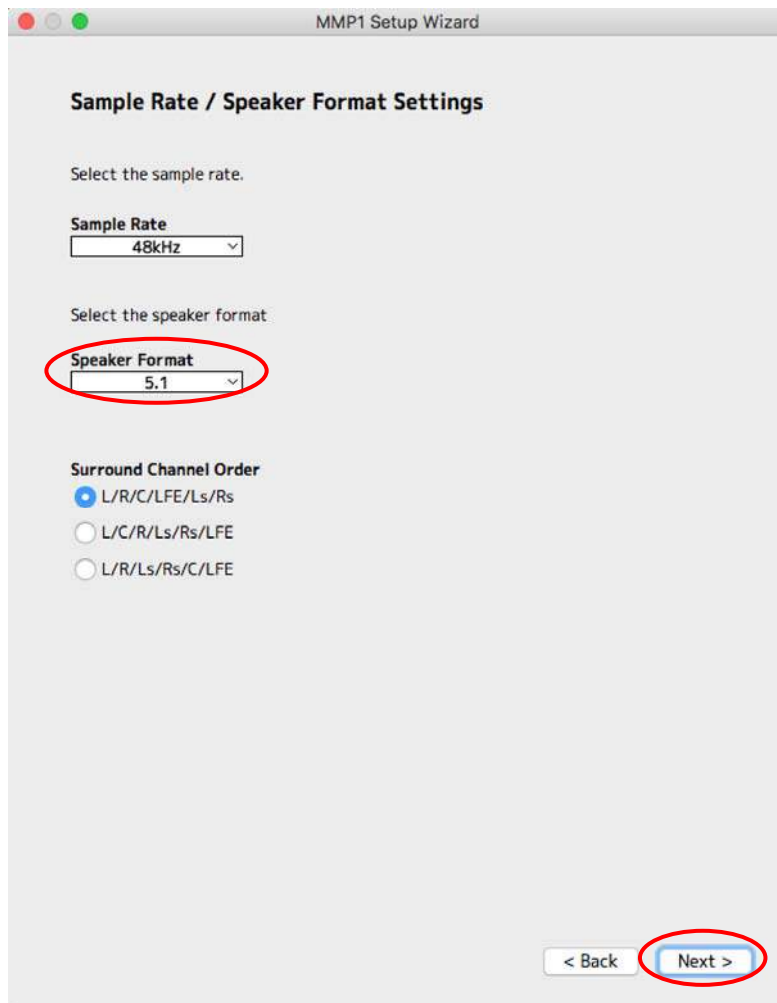 MMP1 Setup Wizard
Sample Rate / Speaker Format Settings
Select the sample rate.
Sample Rate
48kHz
Select the speaker format
Speaker Format
5.1
Surround Channel Order
L/R/C/LFE/Ls/Rs
L/C/R/Ls/Rs/LFE
L/R/Ls/Rs/C/LFE
< Back Next >